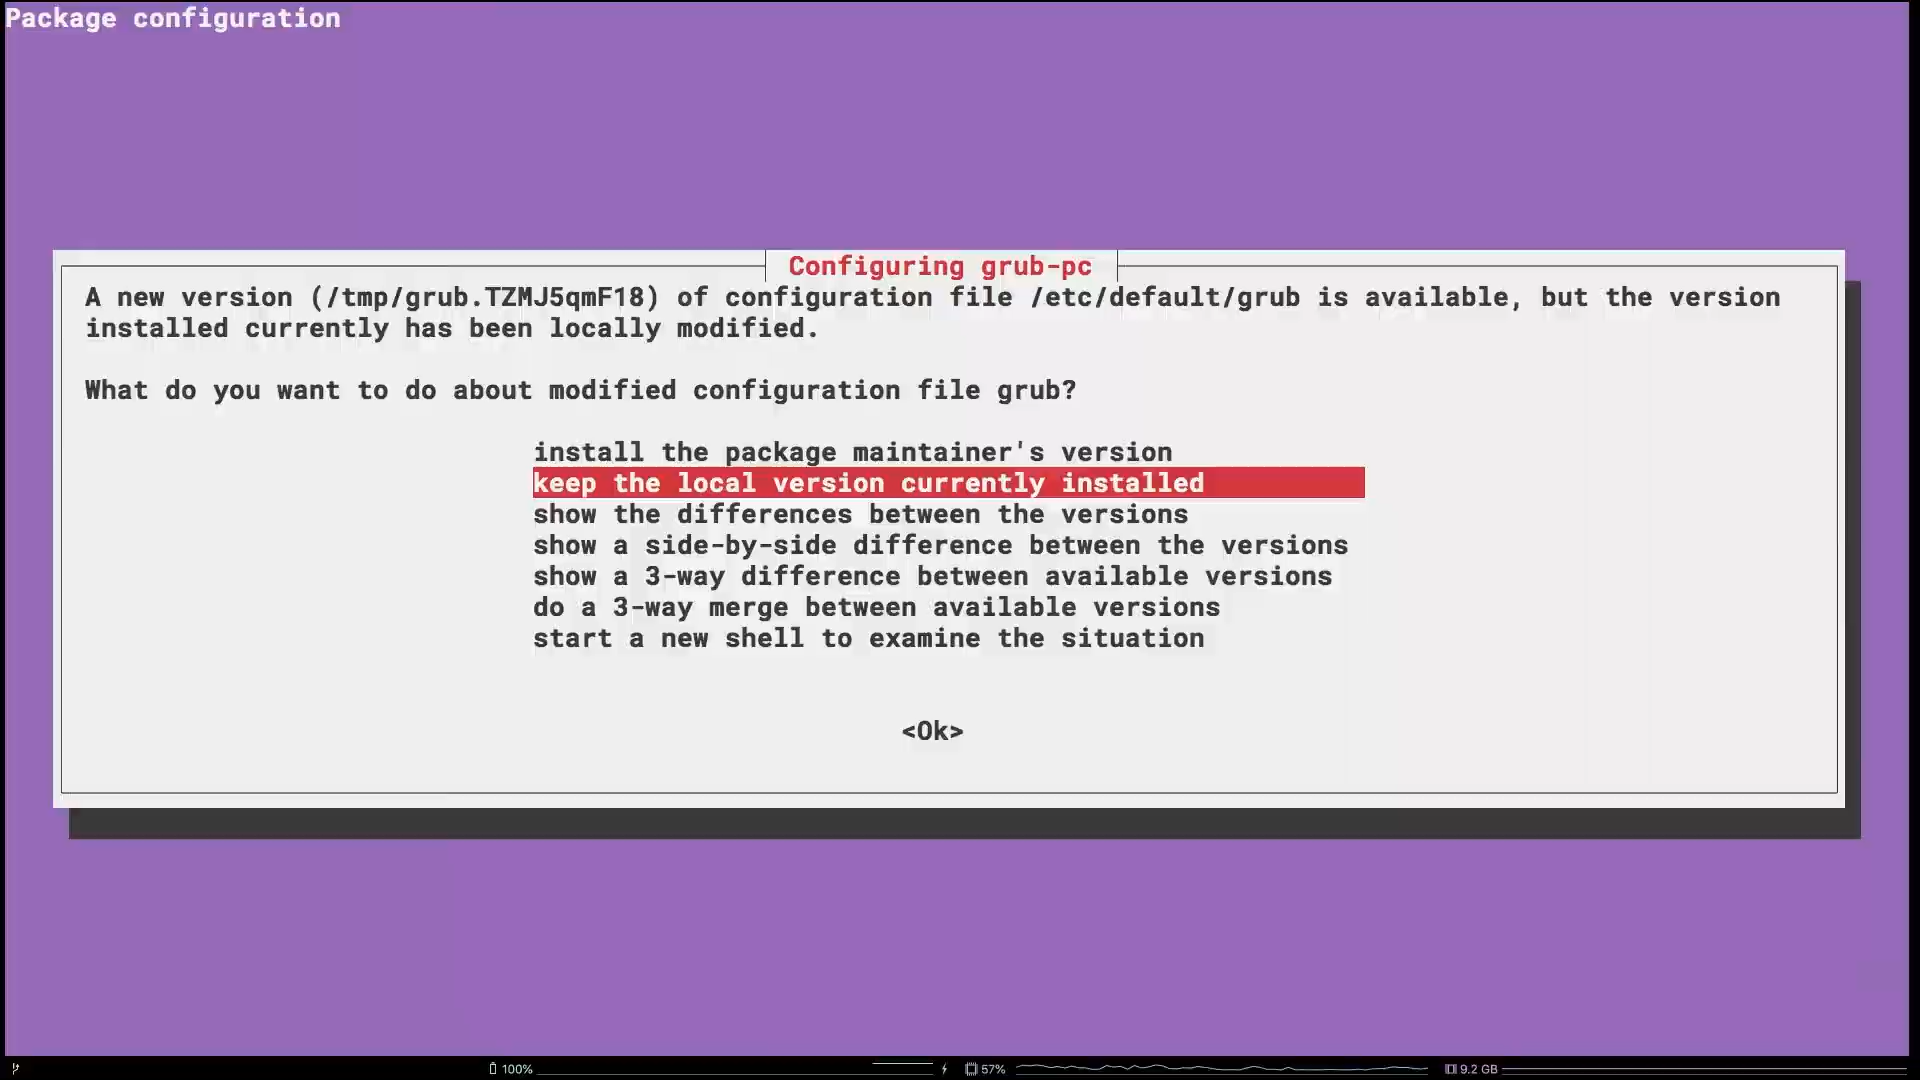 Package configuration
Configuring grub-pc
A new version (/tmp/grub.TZMJ5qmF18) of configuration file /etc/default/grub is available, but the version
installed currently has been locally modified.
What do you want to do about modified configuration file grub?
install the package maintainer's version
keep the local version currently installed
show the differences between the versions
show a side-by-side difference between the versions
show a 3-way difference between available versions
do a 3-way merge between available versions
start a new shell to examine the situation
<Ok>
100% 57% 9.2 GB